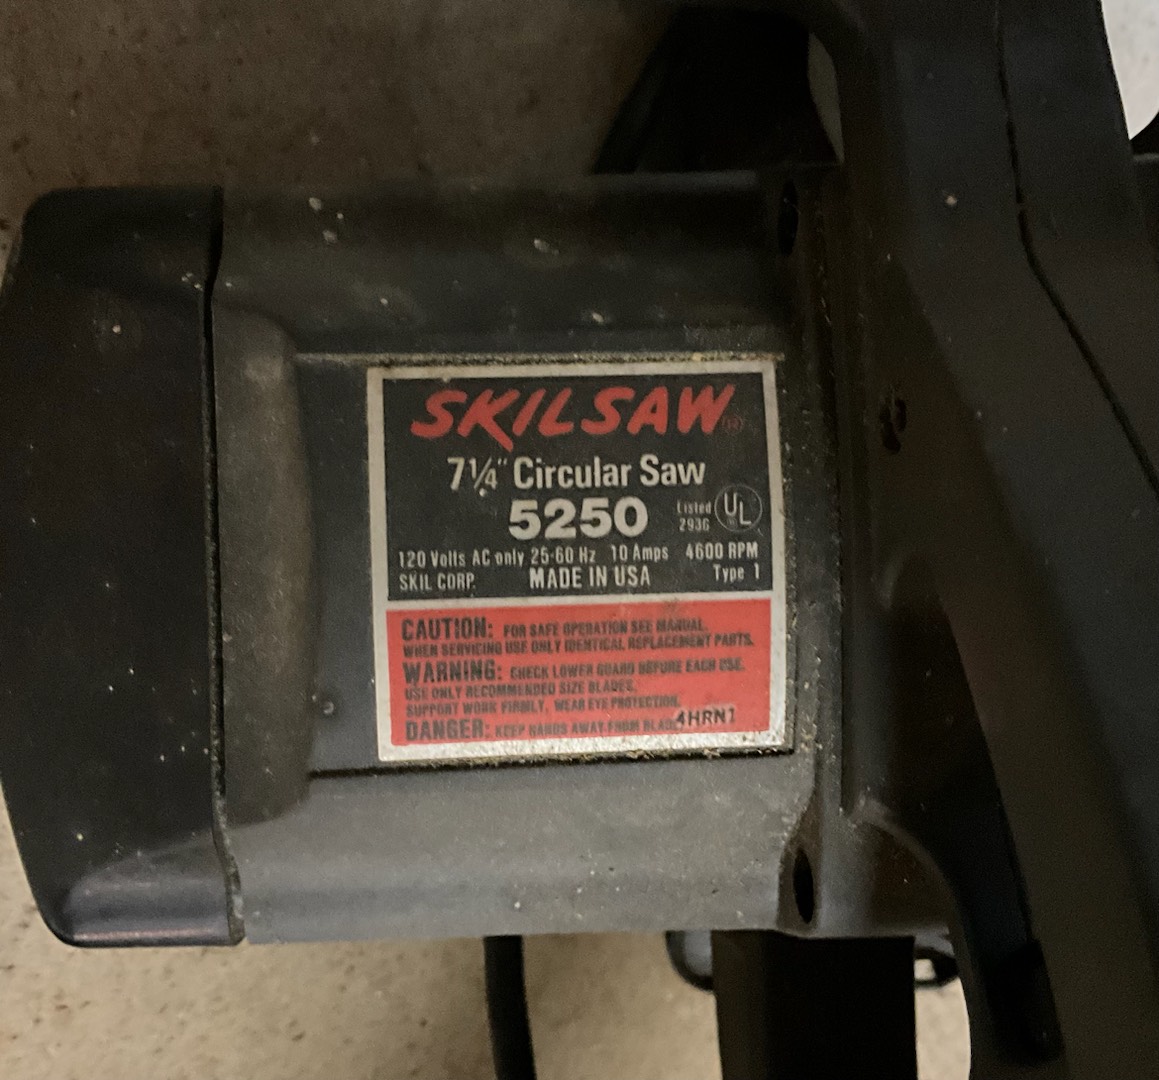 SKILSAW®
7 1/4" Circular Saw
5250 Listed 293G UL
120 Volts AC only 25-60 Hz 10 Amps 4600 RPM
SKIL CORP. MADE IN USA Type 1
CAUTION: FOR SAFE OPERATION SEE MANUAL.
WHEN SERVICING USE ONLY IDENTICAL REPLACEMENT PARTS.
WARNING: CHECK LOWER GUARD BEFORE EACH USE.
USE ONLY RECOMMENDED SIZE BLADES.
SUPPORT WORK FIRMLY, WEAR EYE PROTECTION.
DANGER: KEEP HANDS AWAY FROM BLADE 4HRN1